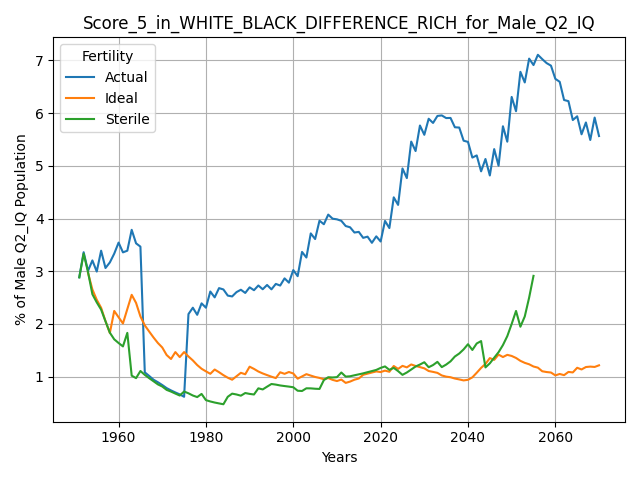 Score_5_in_WHITE_BLACK_DIFFERENCE_RICH_for_Male_Q2_IQ
Fertility
Actual
Ideal
Sterile
% of Male Q2_IQ Population
7
6
5
4
3
2
1
1960
1980
2000
2020
2040
2060
Years